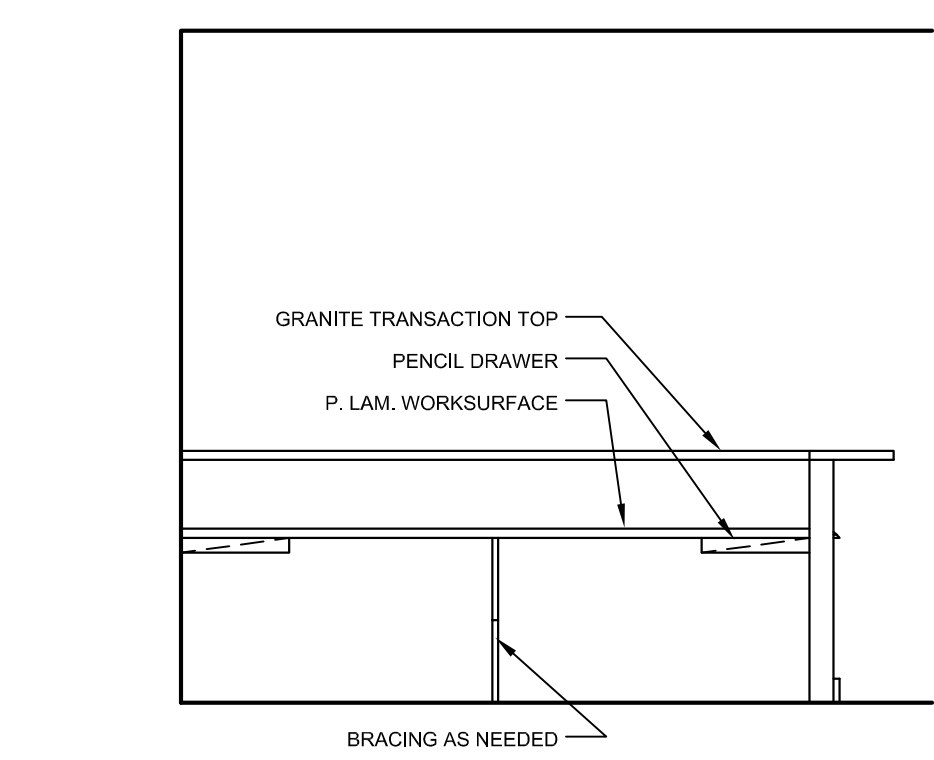 GRANITE TRANSACTION TOP
PENCIL DRAWER
P. LAM. WORKSURFACE
BRACING AS NEEDED